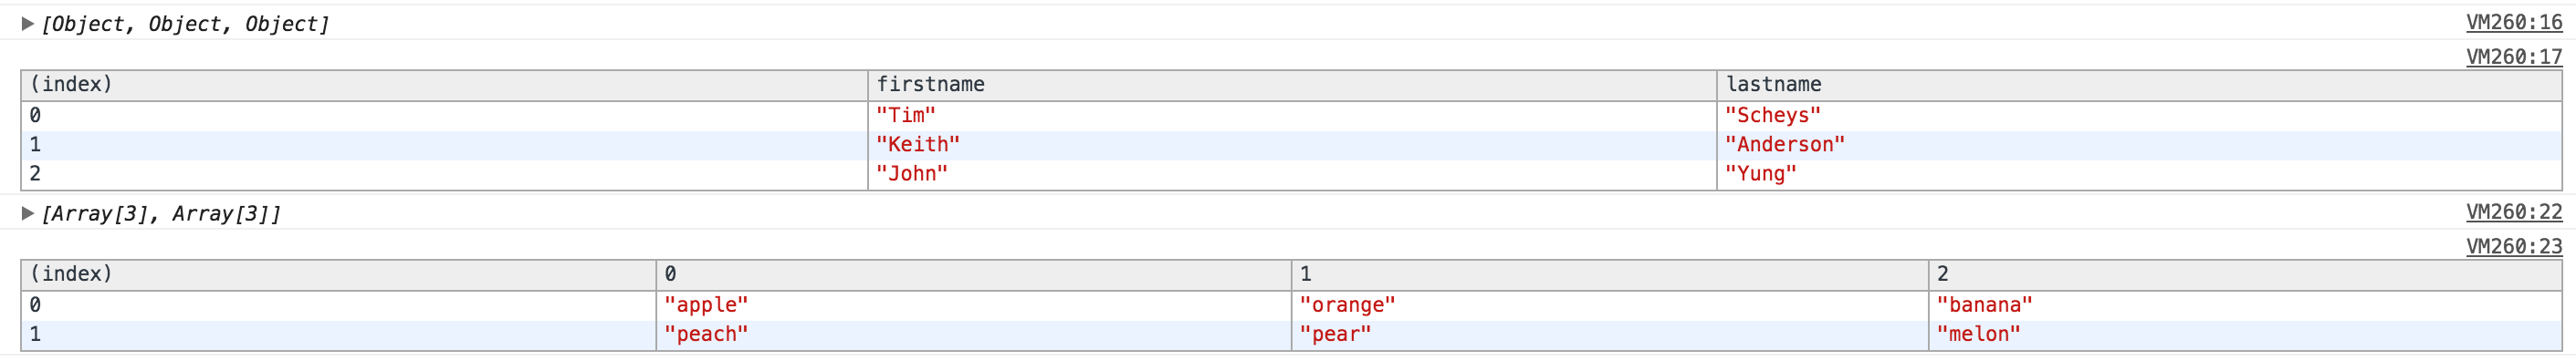 [Object, Object, Object] VM260:16
VM260:17
(index) firstname lastname
0 "Tim" "Scheys"
1 "Keith" "Anderson"
2 "John" "Yung"
[Array[3], Array[3]] VM260:22
VM260:23
(index) 0 1 2
0 "apple" "orange" "banana"
1 "peach" "pear" "melon"